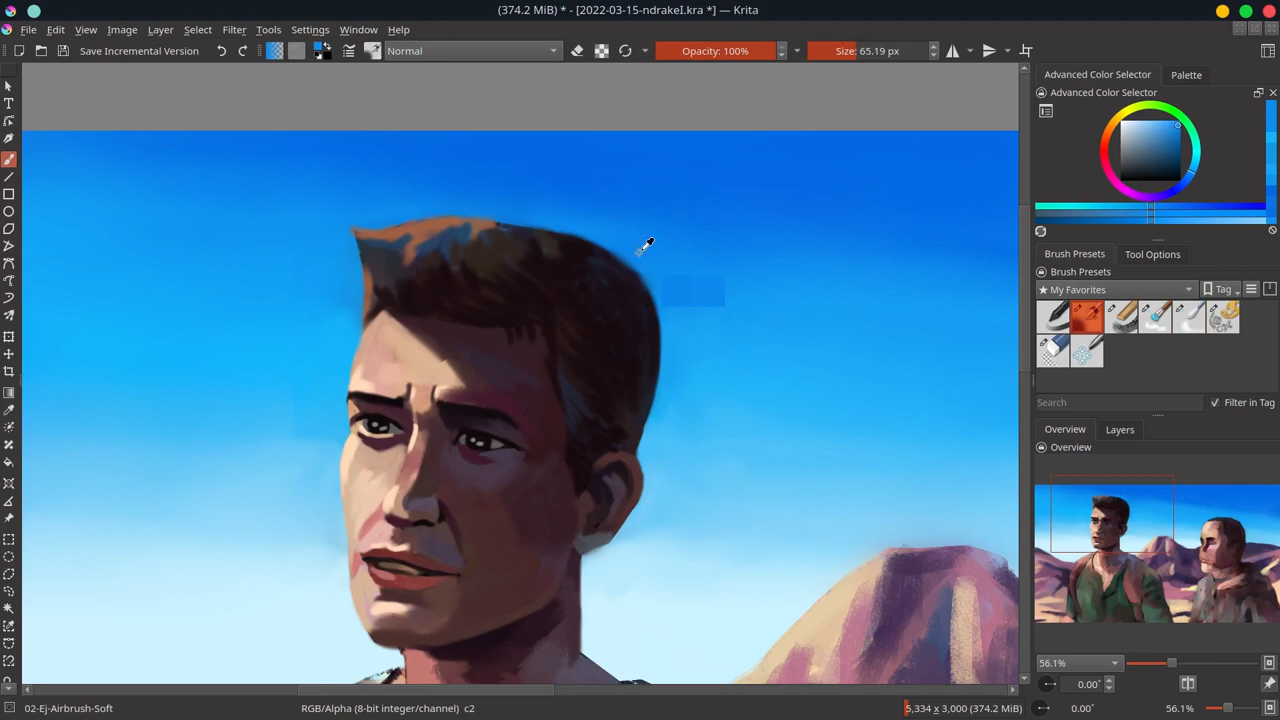 (374.2 MiB) * - [2022-03-15-ndrakeI.kra *] — Krita
File Edit View Image Layer Select Filter Tools Settings Window Help
Save Incremental Version Normal Opacity: 100% Size: 65.19 px
Advanced Color Selector Palette
Advanced Color Selector
Brush Presets Tool Options
Brush Presets
★ My Favorites Tag
Search Filter in Tag
Overview Layers
Overview
56.1%
0.00°
02-Ej-Airbrush-Soft RGB/Alpha (8-bit integer/channel) c2 5,334 x 3,000 (374.2 MiB) 0.00° 56.1%